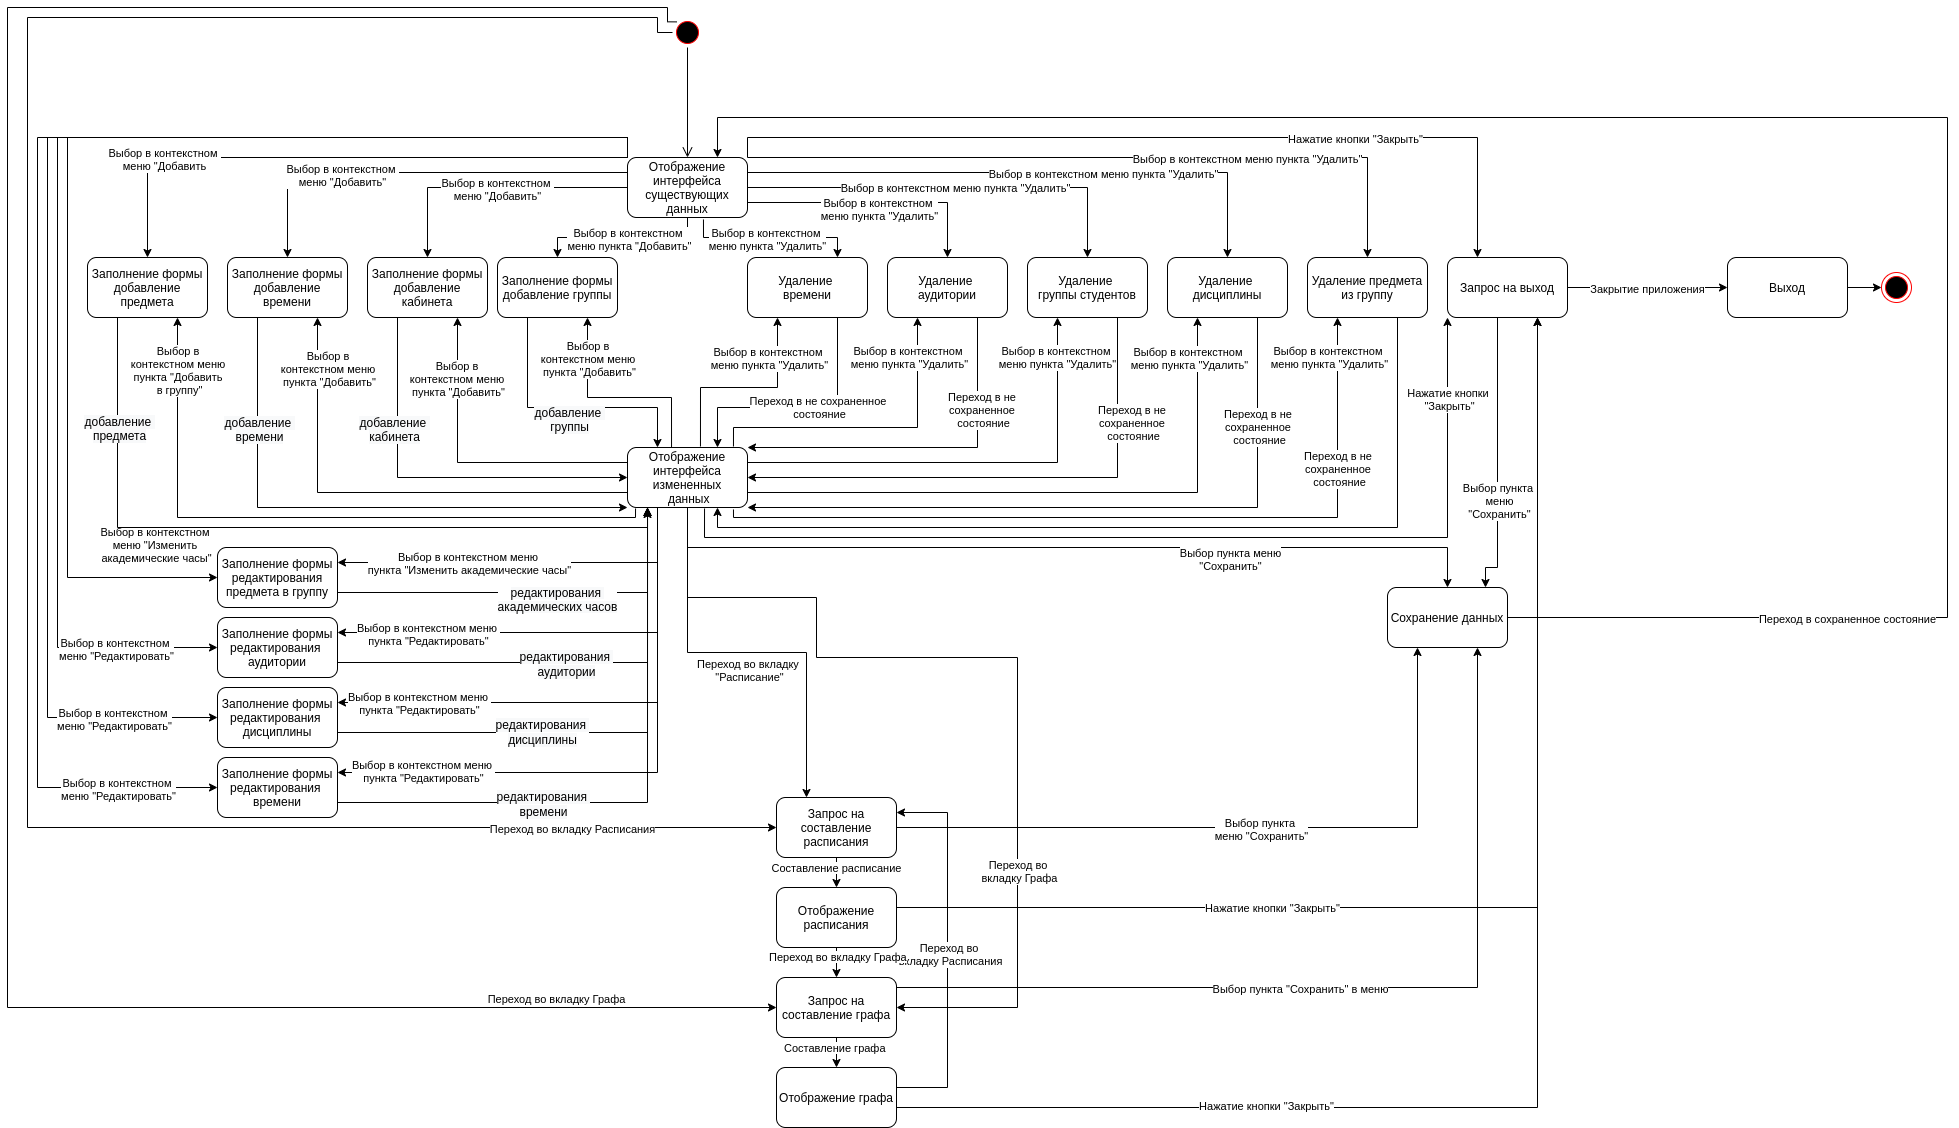 Нажатие кнопки "Закрыть"
Выбор в контекстном
меню "Добавить
Выбор в контекстном меню пункта "Удалить"
Выбор в контекстном
меню "Добавить"
Отображение
интерфейса
существующих
данных
Выбор в контекстном меню пункта "Удалить"
Выбор в контекстном
меню "Добавить"
Выбор в контекстном меню пункта "Удалить"
Выбор в контекстном
меню пункта "Удалить"
Выбор в контекстном
меню пункта "Добавить"
Выбор в контекстном
меню пункта "Удалить"
Заполнение формы
добавление
предмета
Заполнение формы
добавление
времени
Заполнение формы
добавление
кабинета
Заполнение формы
добавление группы
Удаление
времени
Удаление
аудитории
Удаление
группы студентов
Удаление
дисциплины
Удаление предмета
из группу
Запрос на выход
Закрытие приложения
Выход
Выбор в
контекстном меню
пункта "Добавить
в группу"
Выбор в
контекстном меню
пункта "Добавить"
Выбор в
контекстном меню
пункта "Добавить"
Выбор в
контекстном меню
пункта "Добавить"
Выбор в контекстном
меню пункта "Удалить"
Выбор в контекстном
меню пункта "Удалить"
Выбор в контекстном
меню пункта "Удалить"
Выбор в контекстном
меню пункта "Удалить"
Выбор в контекстном
меню пункта "Удалить"
Нажатие кнопки
"Закрыть"
добавление
предмета
добавление
времени
добавление
кабинета
добавление
группы
Переход в не сохраненное
состояние
Переход в не
сохраненное
состояние
Переход в не
сохраненное
состояние
Переход в не
сохраненное
состояние
Переход в не
сохраненное
состояние
Отображение
интерфейса
измененных
данных
Выбор пункта
меню
"Сохранить"
Выбор в контекстном
меню "Изменить
академические часы"
Заполнение формы
редактирования
предмета в группу
Выбор в контекстном меню
пункта "Изменить академические часы"
редактирования
академических часов
Выбор пункта меню
"Сохранить"
Сохранение данных
Переход в сохраненное состояние
Выбор в контекстном
меню "Редактировать"
Заполнение формы
редактирования
аудитории
Выбор в контекстном меню
пункта "Редактировать"
редактирования
аудитории
Переход во вкладку
"Расписание"
Выбор в контекстном
меню "Редактировать"
Заполнение формы
редактирования
дисциплины
Выбор в контекстном меню
пункта "Редактировать"
редактирования
дисциплины
Выбор в контекстном
меню "Редактировать"
Заполнение формы
редактирования
времени
Выбор в контекстном меню
пункта "Редактировать"
редактирования
времени
Переход во вкладку Расписания
Запрос на
составление
расписания
Выбор пункта
меню "Сохранить"
Составление расписание
Переход во
вкладку Графа
Отображение
расписания
Нажатие кнопки "Закрыть"
Переход во вкладку Графа
Переход во
вкладку Расписания
Переход во вкладку Графа
Запрос на
составление графа
Выбор пункта "Сохранить" в меню
Составление графа
Отображение графа
Нажатие кнопки "Закрыть"